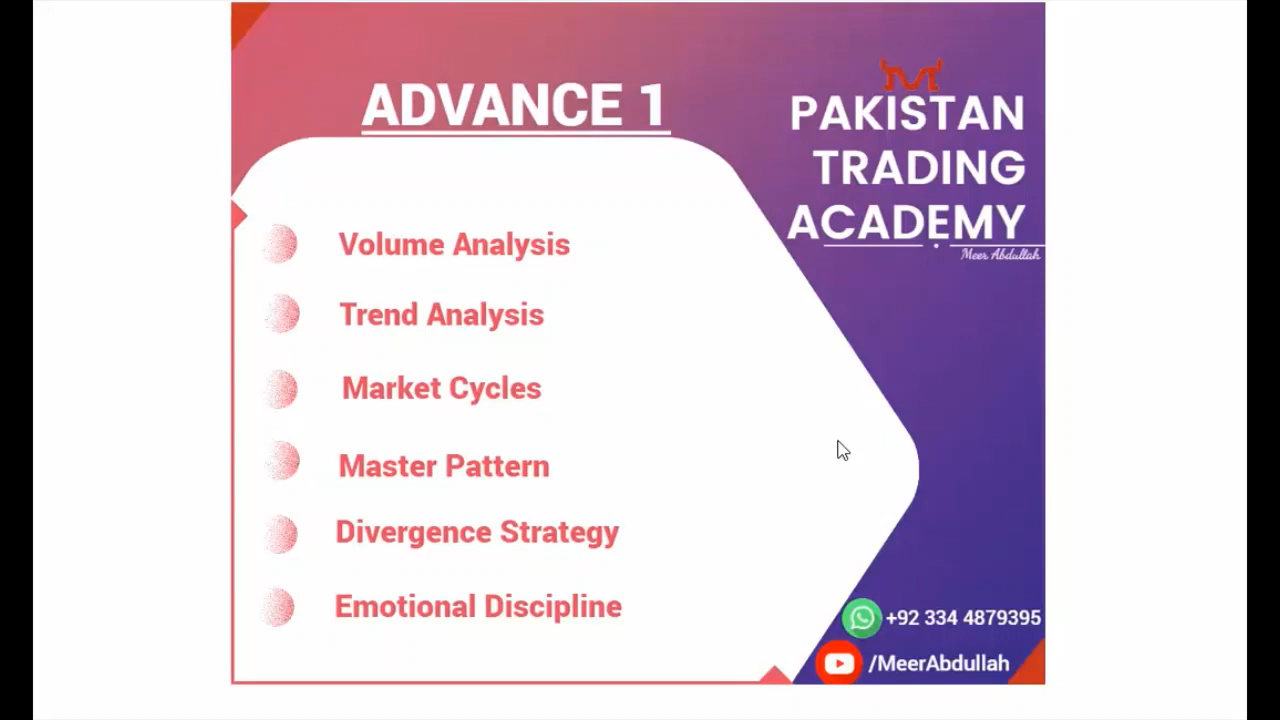 ADVANCE 1
PAKISTAN
TRADING
ACADEMY
Meer Abdullah
Volume Analysis
Trend Analysis
Market Cycles
Master Pattern
Divergence Strategy
Emotional Discipline
+92 334 4879395
/MeerAbdullah